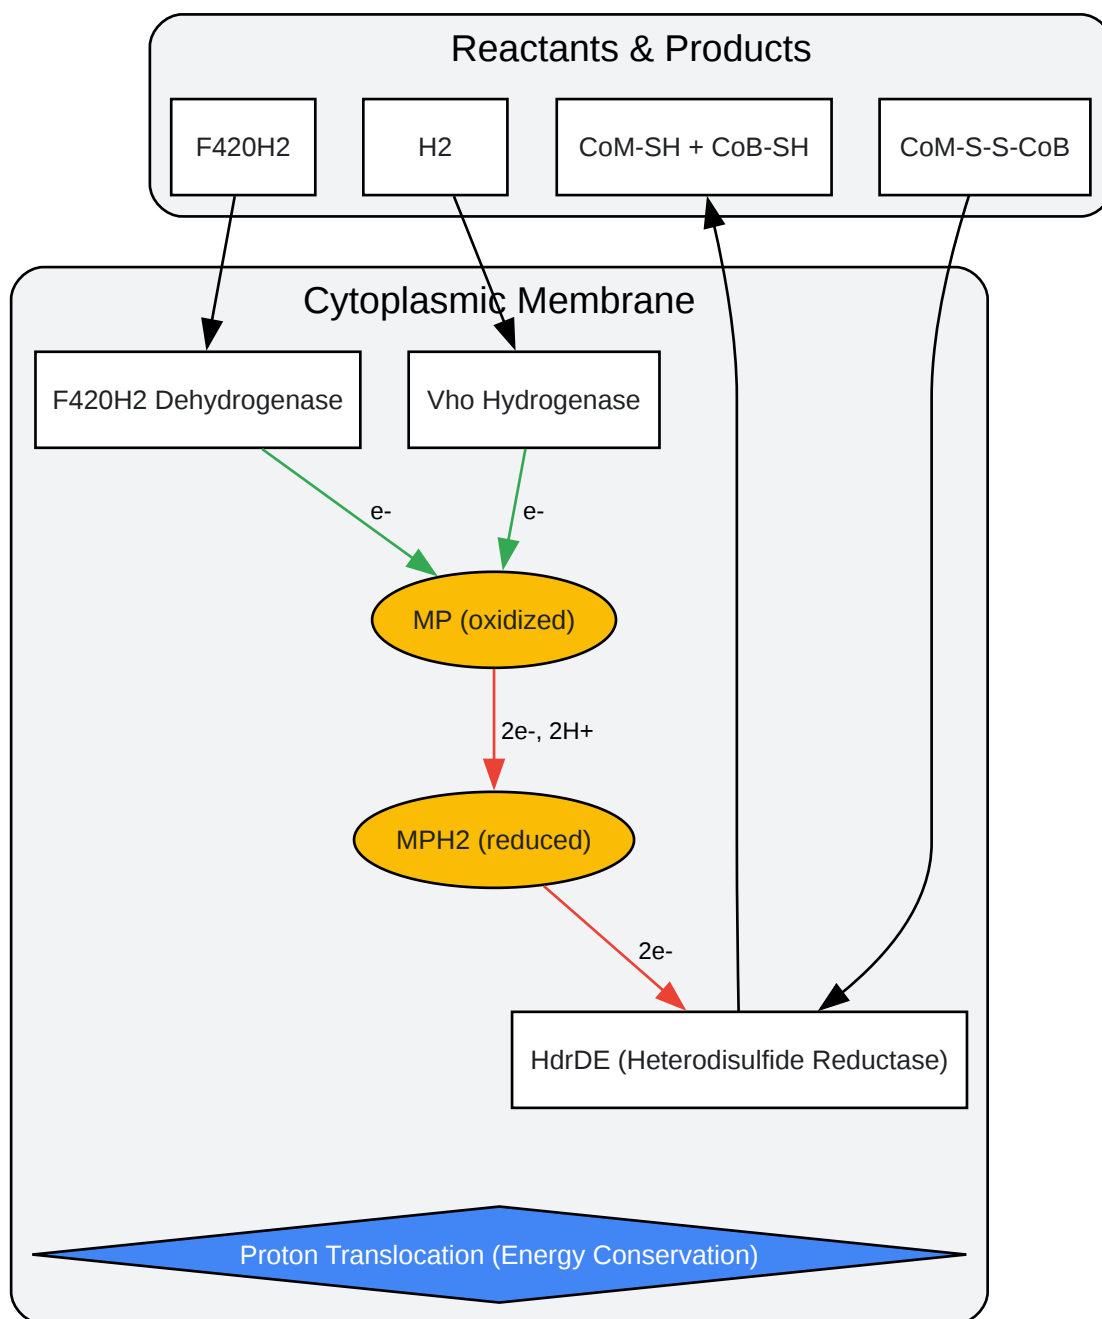 Reactants & Products
F420H2
H2
CoM-SH + CoB-SH
CoM-S-S-CoB
Cytoplasmic Membrane
F420H2 Dehydrogenase
Vho Hydrogenase
e-
e-
MP (oxidized)
2e-, 2H+
MPH2 (reduced)
2e-
HdrDE (Heterodisulfide Reductase)
Proton Translocation (Energy Conservation)